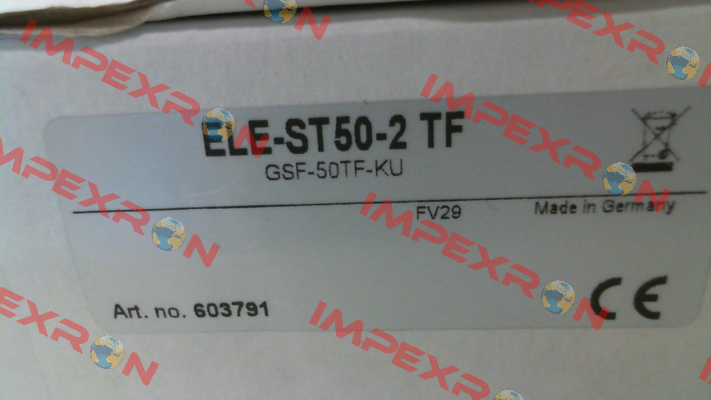 ELE-ST50-2 TF
GSF-50TF-KU
FV29
Made in Germany
Art. no. 603791
CE
IMPEXRON
IMPEXRON
IMPEXRON
IMPEXRON
IMPEXRON
IMPEXRON
IMPEXRON